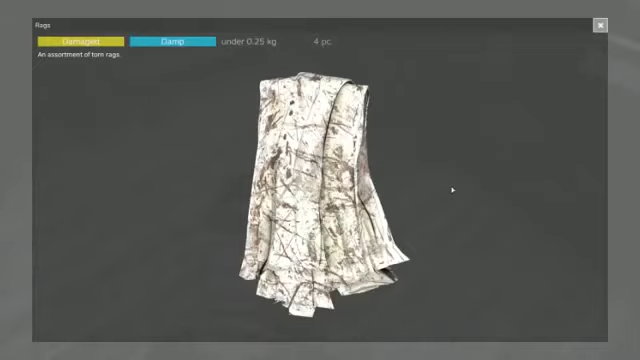 Rags
Damaged Damp under 0.25 kg 4 pc.
An assortment of torn rags.